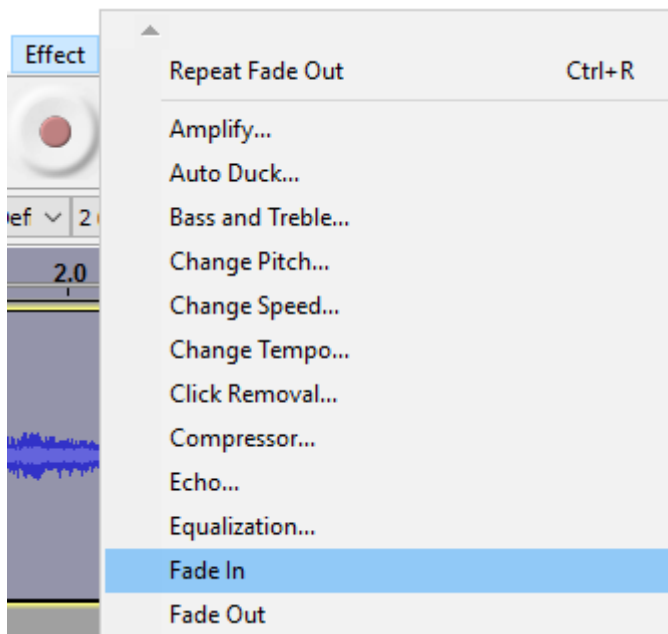 Effect
Repeat Fade Out Ctrl+R
Amplify...
Auto Duck...
Bass and Treble...
Change Pitch...
Change Speed...
Change Tempo...
Click Removal...
Compressor...
Echo...
Equalization...
Fade In
Fade Out
2
2.0